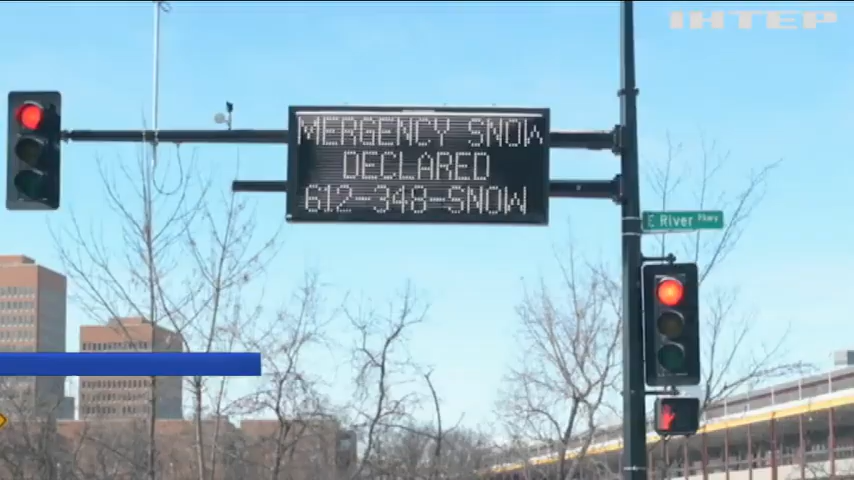 ІНТЕР
MERGENCY SNOW
DECLARED
612-348-SNOW
E River Pkwy